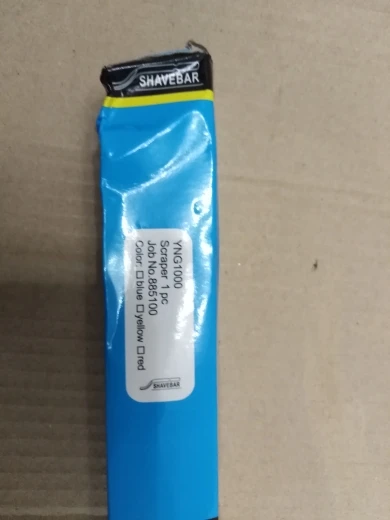 SHAVEBAR
YNG1000
Scraper 1 pc
Job No.885100
Color: ☐blue ☐yellow ☐red
SHAVEBAR